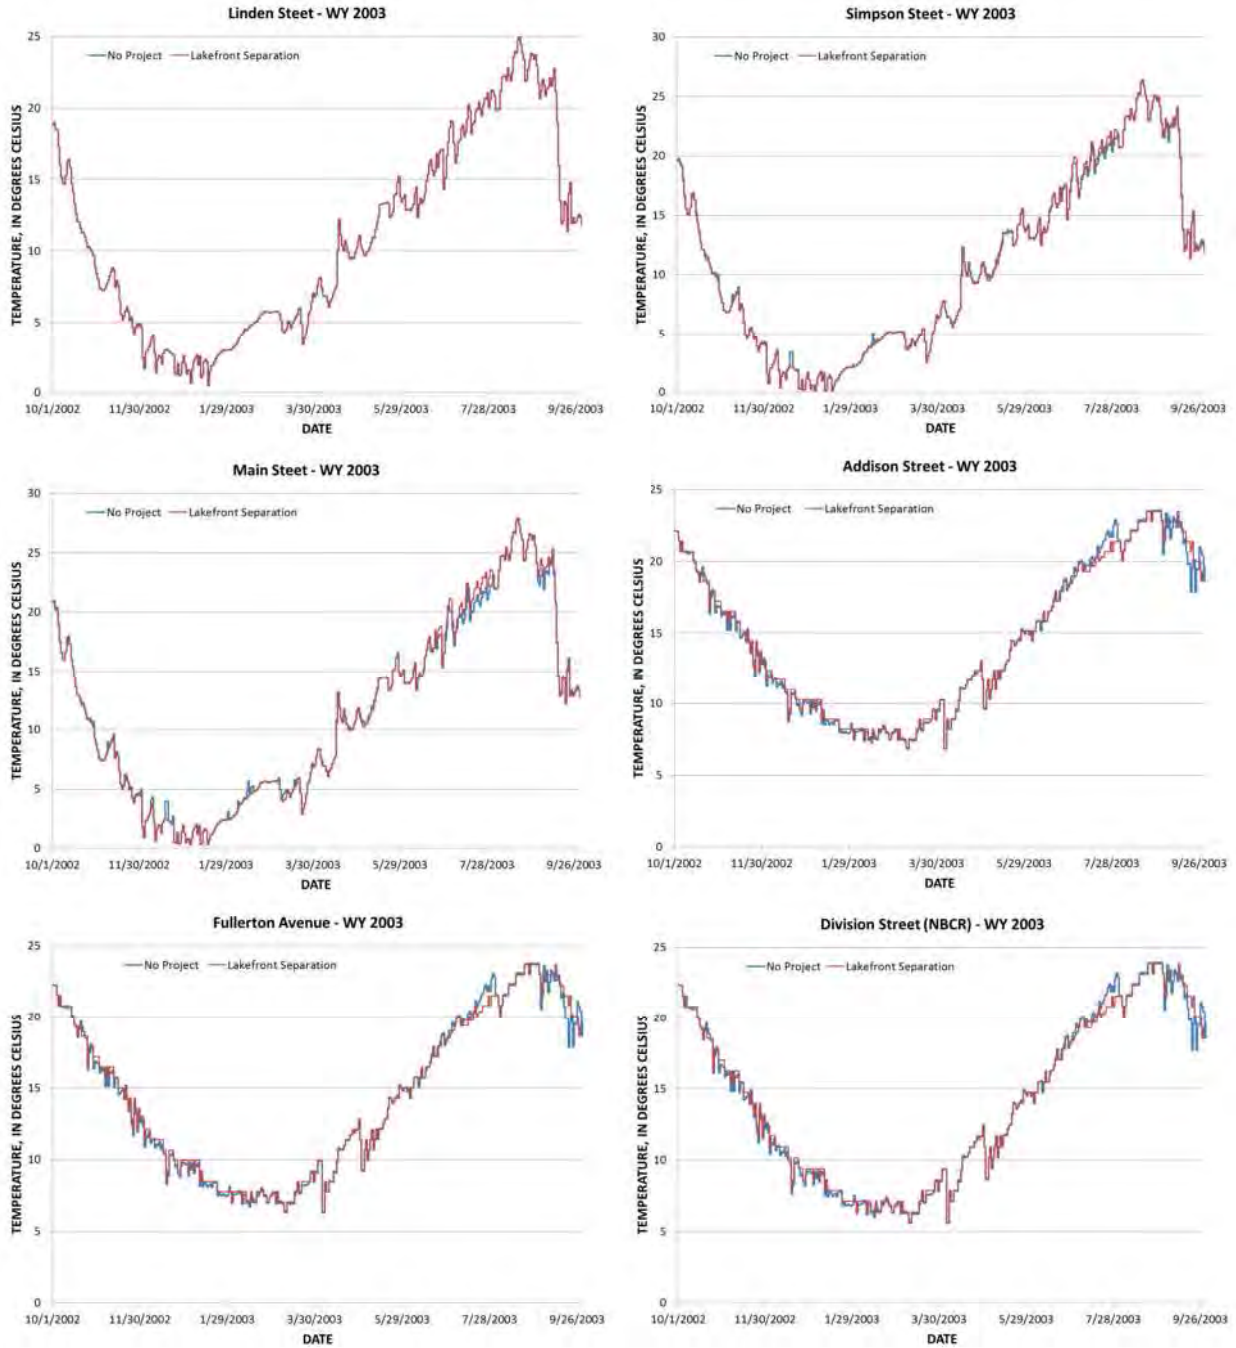 Linden Steet - WY 2003
TEMPERATURE, IN DEGREES CELSIUS
25
20
15
10
5
0
No Project
Lakefront Separation
10/1/2002 11/30/2002 1/29/2003 3/30/2003 5/29/2003 7/28/2003 9/26/2003
DATE
Simpson Steet - WY 2003
TEMPERATURE, IN DEGREES CELSIUS
30
25
20
15
10
5
0
No Project
Lakefront Separation
10/1/2002 11/30/2002 1/29/2003 3/30/2003 5/29/2003 7/28/2003 9/26/2003
DATE
Main Steet - WY 2003
TEMPERATURE, IN DEGREES CELSIUS
30
25
20
15
10
5
0
No Project
Lakefront Separation
10/1/2002 11/30/2002 1/29/2003 3/30/2003 5/29/2003 7/28/2003 9/26/2003
DATE
Addison Street - WY 2003
TEMPERATURE, IN DEGREES CELSIUS
25
20
15
10
5
0
No Project
Lakefront Separation
10/1/2002 11/30/2002 1/29/2003 3/30/2003 5/29/2003 7/28/2003 9/26/2003
DATE
Fullerton Avenue - WY 2003
TEMPERATURE, IN DEGREES CELSIUS
25
20
15
10
5
0
No Project
Lakefront Separation
10/1/2002 11/30/2002 1/29/2003 3/30/2003 5/29/2003 7/28/2003 9/26/2003
DATE
Division Street (NBCR) - WY 2003
TEMPERATURE, IN DEGREES CELSIUS
25
20
15
10
5
0
No Project
Lakefront Separation
10/1/2002 11/30/2002 1/29/2003 3/30/2003 5/29/2003 7/28/2003 9/26/2003
DATE